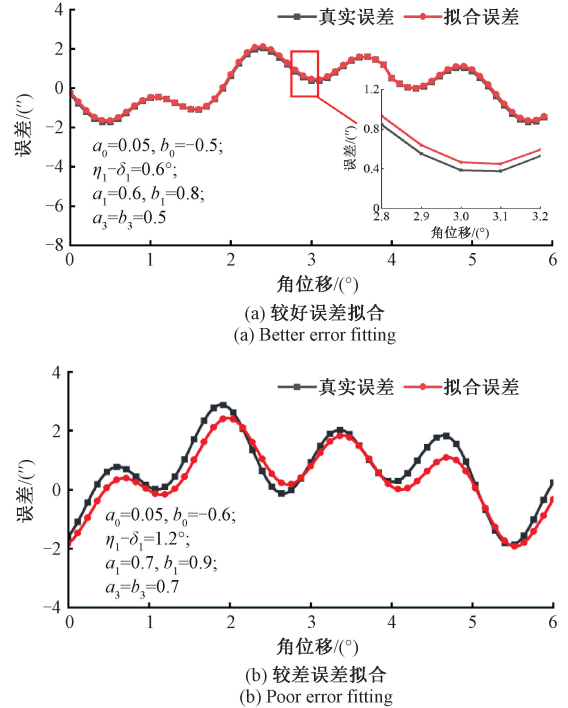 4
2
0
−2
−4
−6
−8
误差/(″)
真实误差 拟合误差
a₀=0.05, b₀=−0.5;
η₁−δ₁=0.6°;
a₁=0.6, b₁=0.8;
a₃=b₃=0.5
1.2
0.8
0.4
0
误差/(″)
2.8 2.9 3.0 3.1 3.2
角位移/(°)
0 1 2 3 4 5 6
角位移/(°)
(a) 较好误差拟合
(a) Better error fitting
4
2
0
−2
−4
误差/(″)
真实误差 拟合误差
a₀=0.05, b₀=−0.6;
η₁−δ₁=1.2°;
a₁=0.7, b₁=0.9;
a₃=b₃=0.7
0 1 2 3 4 5 6
角位移/(°)
(b) 较差误差拟合
(b) Poor error fitting